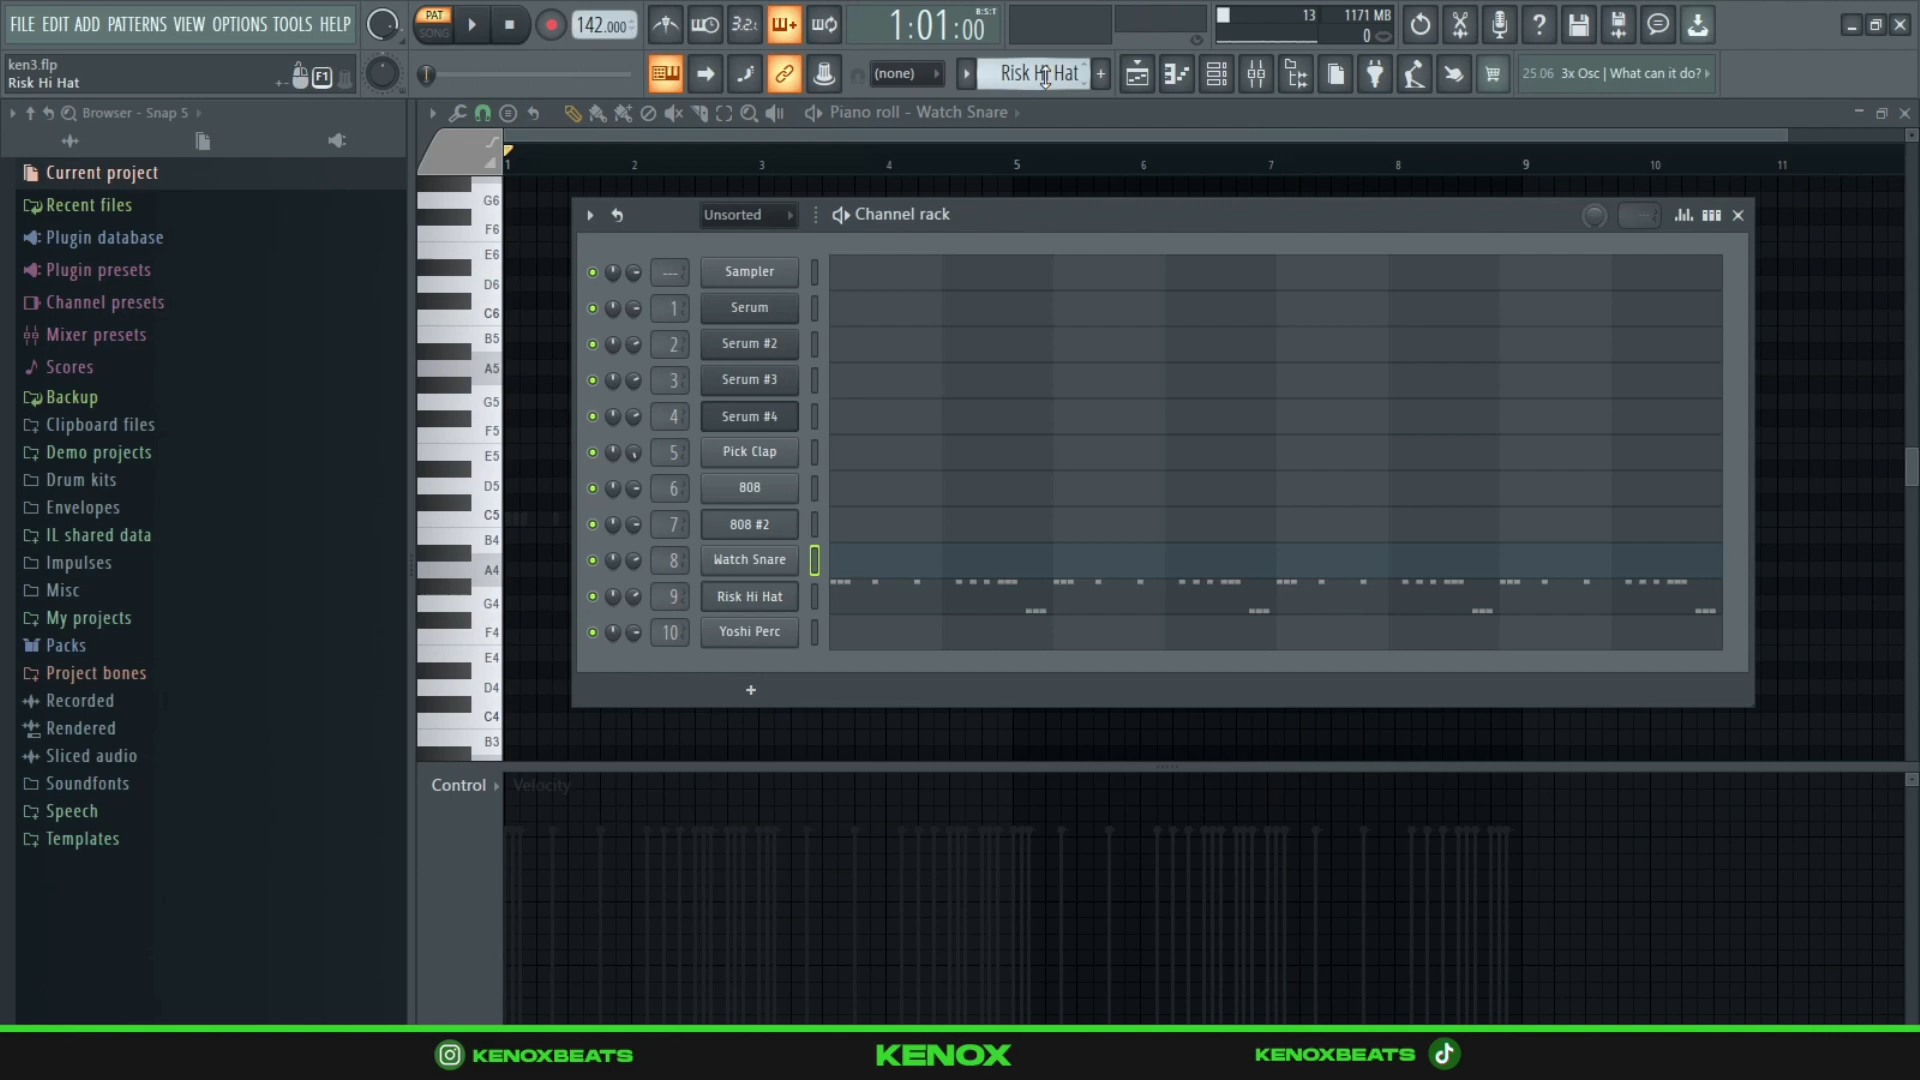 FILE EDIT ADD PATTERNS VIEW OPTIONS TOOLS HELP
PAT
SONG
142.000
3.2.
1:01:00
B:S:T
13
1171 MB
0
ken3.flp
Risk Hi Hat
F1
(none)
Risk Hi Hat
+
25.06 3x Osc | What can it do?
Browser - Snap 5
Piano roll - Watch Snare
Current project
Recent files
Plugin database
Plugin presets
Channel presets
Mixer presets
Scores
Backup
Clipboard files
Demo projects
Drum kits
Envelopes
IL shared data
Impulses
Misc
My projects
Packs
Project bones
Recorded
Rendered
Sliced audio
Soundfonts
Speech
Templates
1 2 3 4 5 6 7 8 9 10 11
G6
F6
E6
D6
C6
B5
A5
G5
F5
E5
D5
C5
B4
A4
G4
F4
E4
D4
C4
B3
Unsorted
Channel rack
--- Sampler
1 Serum
2 Serum #2
3 Serum #3
4 Serum #4
5 Pick Clap
6 808
7 808 #2
8 Watch Snare
9 Risk Hi Hat
10 Yoshi Perc
+
Control
Velocity
KENOXBEATS
KENOX
KENOXBEATS